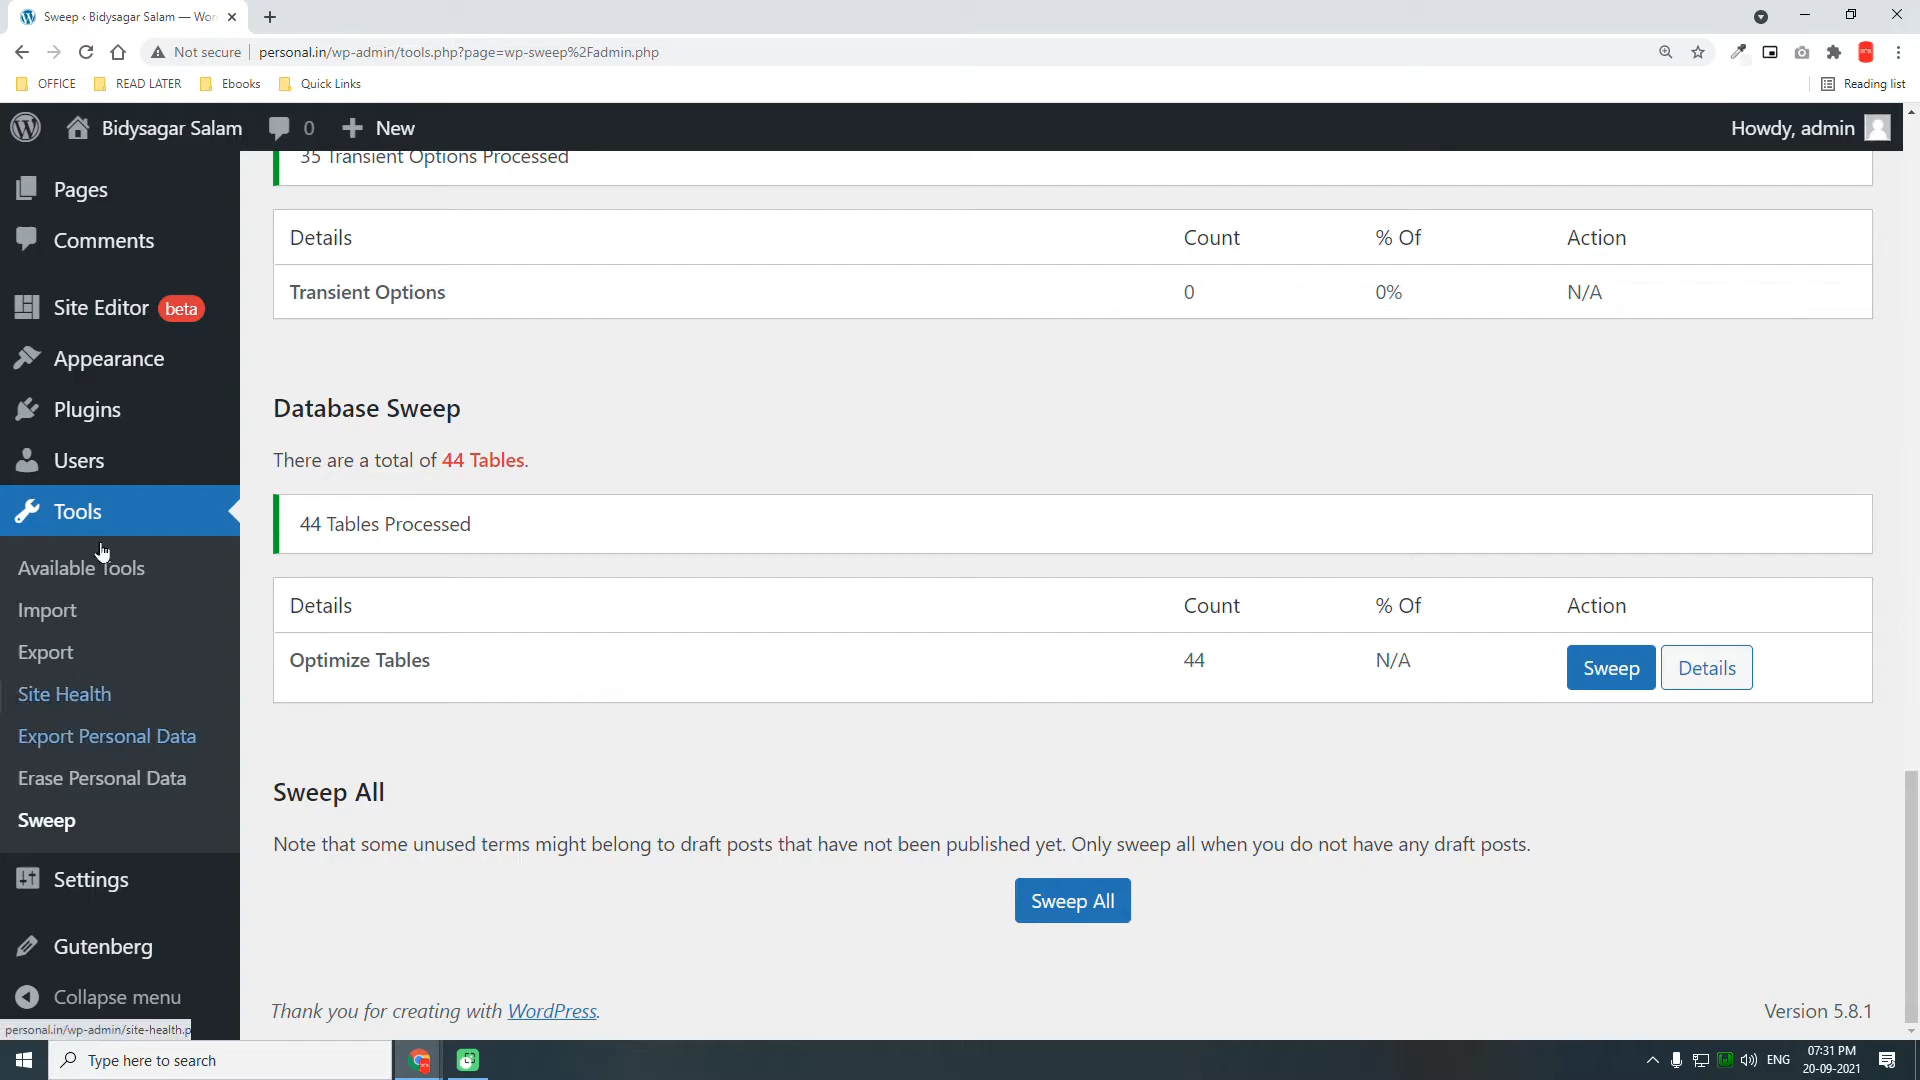 Sweep ‹ Bidysagar Salam — Wor
Not secure
personal.in/wp-admin/tools.php?page=wp-sweep%2Fadmin.php
OFFICE
READ LATER
Ebooks
Quick Links
Reading list
Bidysagar Salam
0
New
Howdy, admin
Pages
Comments
Site Editor beta
Appearance
Plugins
Users
Tools
Available Tools
Import
Export
Site Health
Export Personal Data
Erase Personal Data
Sweep
Settings
Gutenberg
Collapse menu
35 Transient Options Processed
Details Count % Of Action
Transient Options 0 0% N/A
Database Sweep
There are a total of 44 Tables.
44 Tables Processed
Details Count % Of Action
Optimize Tables 44 N/A Sweep Details
Sweep All
Note that some unused terms might belong to draft posts that have not been published yet. Only sweep all when you do not have any draft posts.
Sweep All
Thank you for creating with WordPress.
Version 5.8.1
personal.in/wp-admin/site-health.p
Type here to search
ENG
07:31 PM
20-09-2021